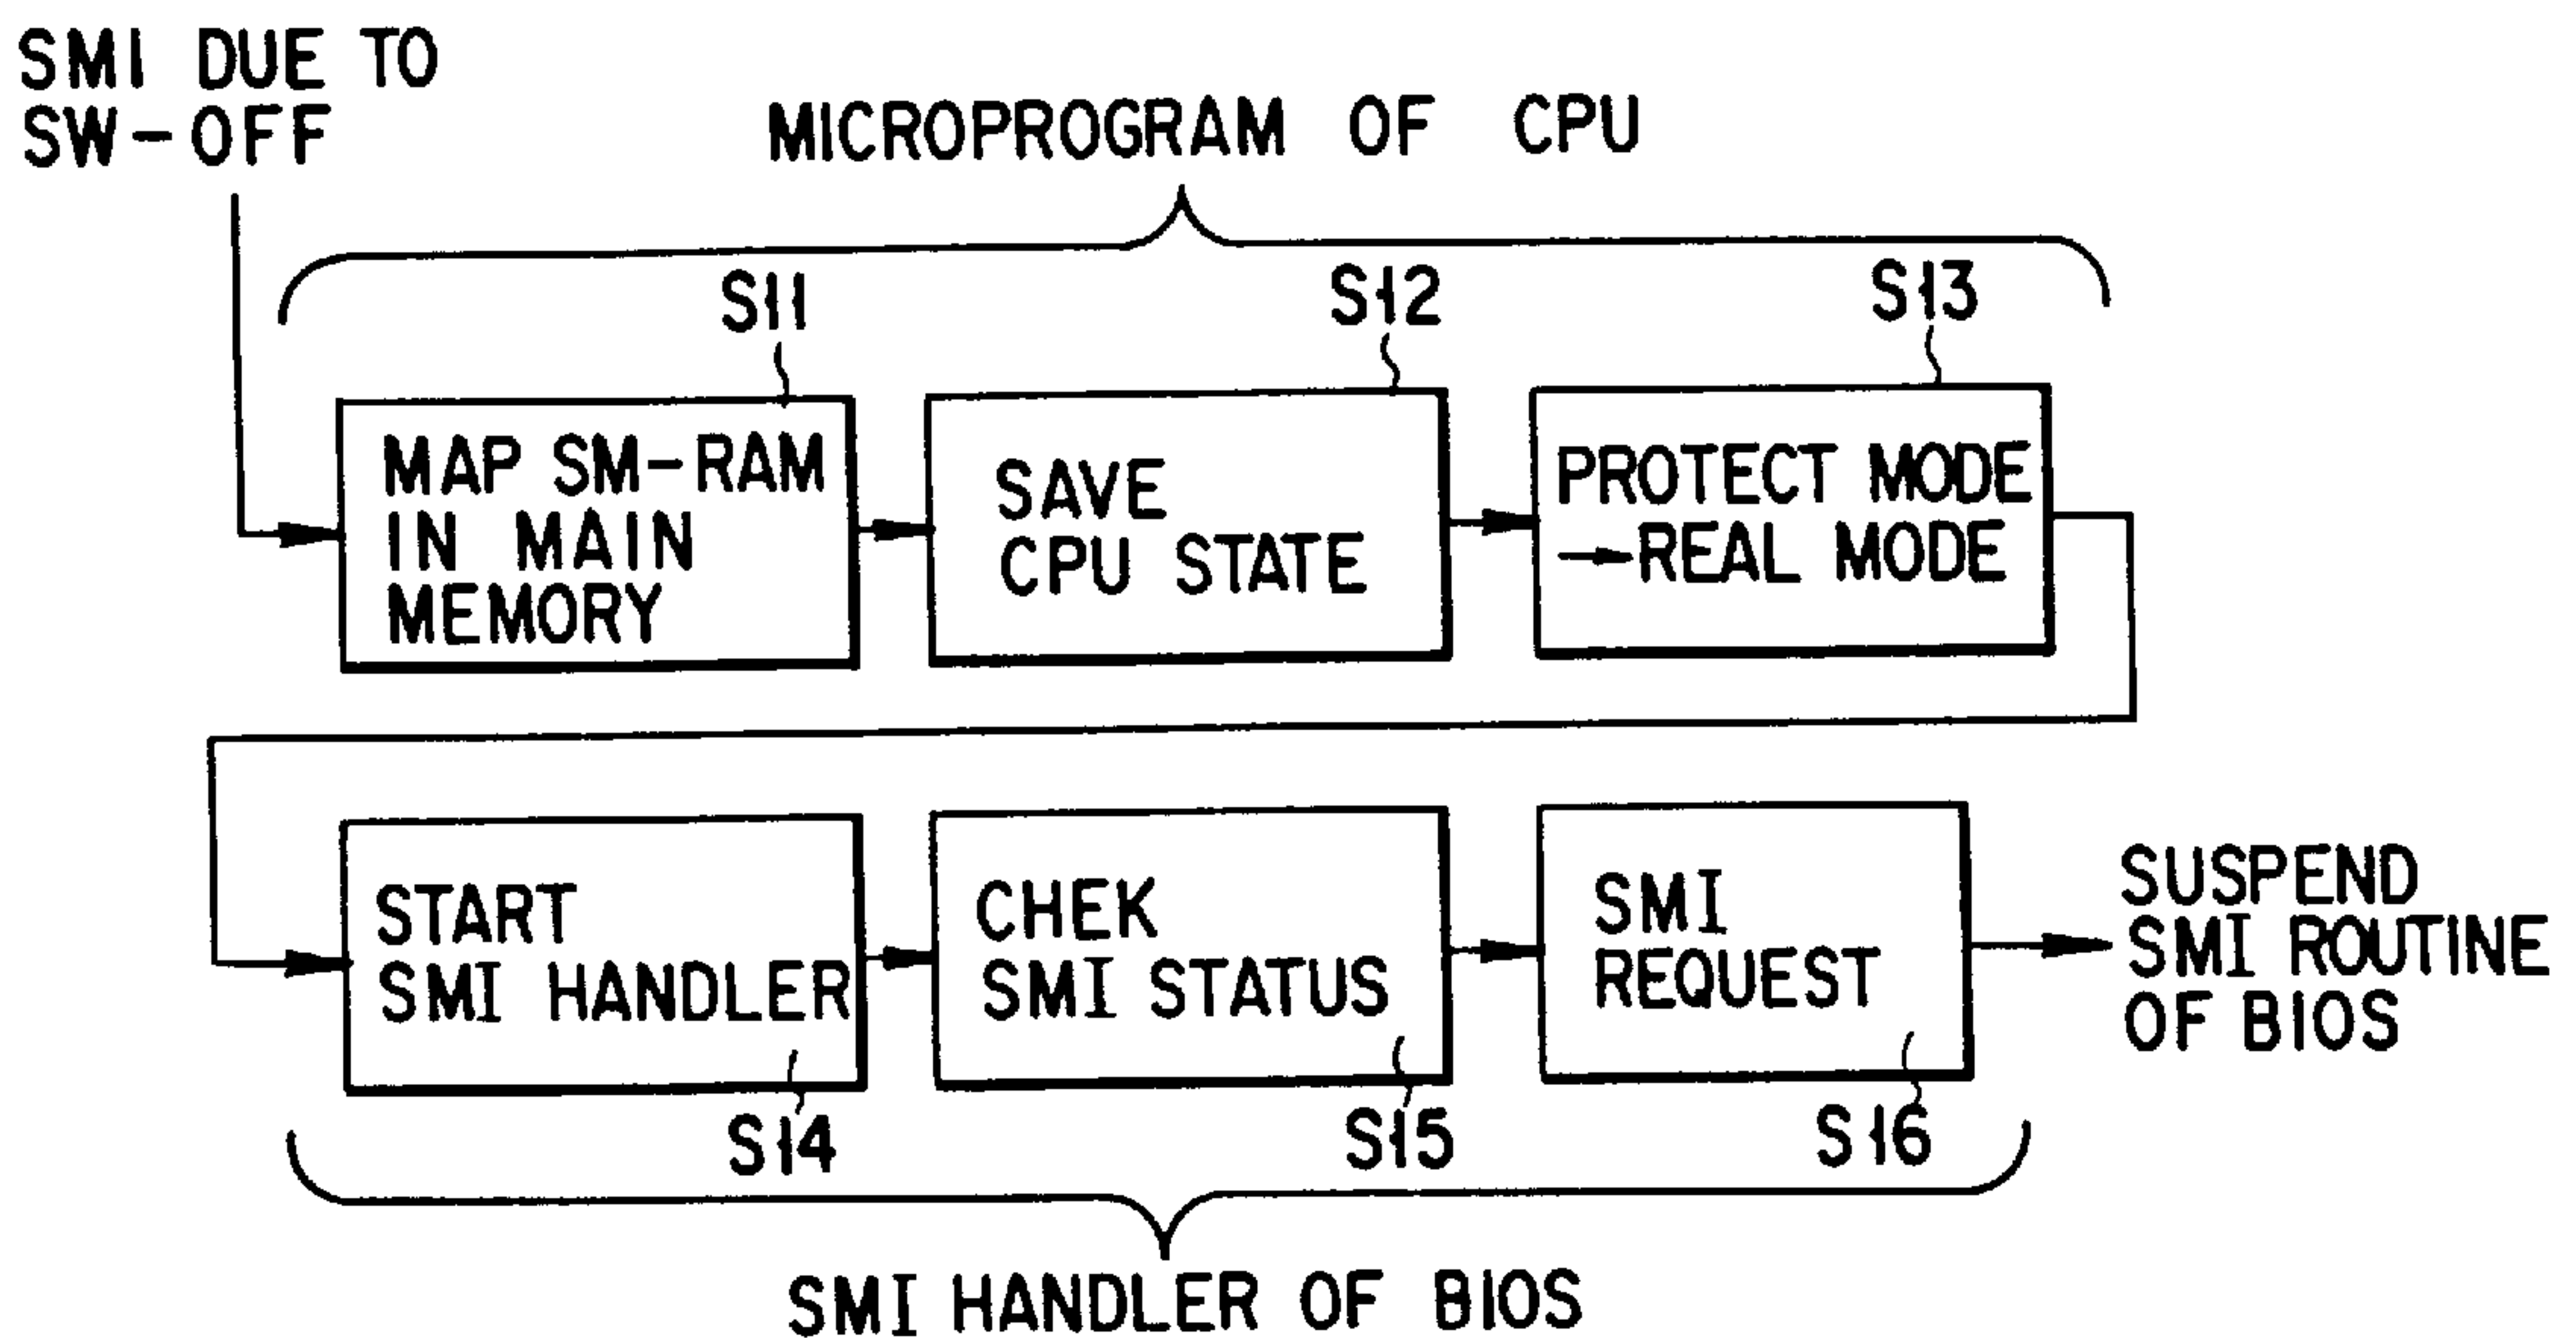 SMI DUE TO
SW-OFF
MICROPROGRAM OF CPU
S11
S12
S13
MAP SM-RAM
IN MAIN
MEMORY
SAVE
CPU STATE
PROTECT MODE
→REAL MODE
START
SMI HANDLER
CHEK
SMI STATUS
SMI
REQUEST
SUSPEND
SMI ROUTINE
OF BIOS
S14
S15
S16
SMI HANDLER OF BIOS